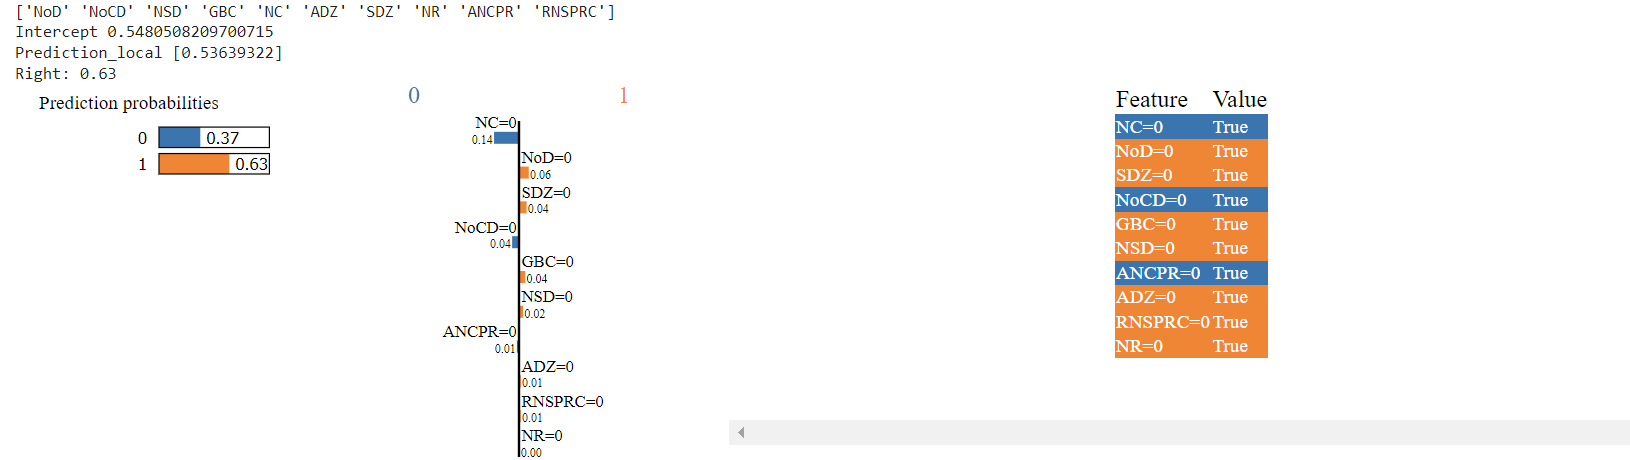 ['NoD' 'NoCD' 'NSD' 'GBC' 'NC' 'ADZ' 'SDZ' 'NR' 'ANCPR' 'RNSPRC']
Intercept 0.5480508209700715
Prediction_local [0.53639322]
Right: 0.63
Prediction probabilities
0 0.37
1 0.63
0 1
NC=0
0.14
NoD=0
0.06
SDZ=0
0.04
NoCD=0
0.04
GBC=0
0.04
NSD=0
0.02
ANCPR=0
0.01
ADZ=0
0.01
RNSPRC=0
0.01
NR=0
0.00
Feature Value
NC=0 True
NoD=0 True
SDZ=0 True
NoCD=0 True
GBC=0 True
NSD=0 True
ANCPR=0 True
ADZ=0 True
RNSPRC=0 True
NR=0 True